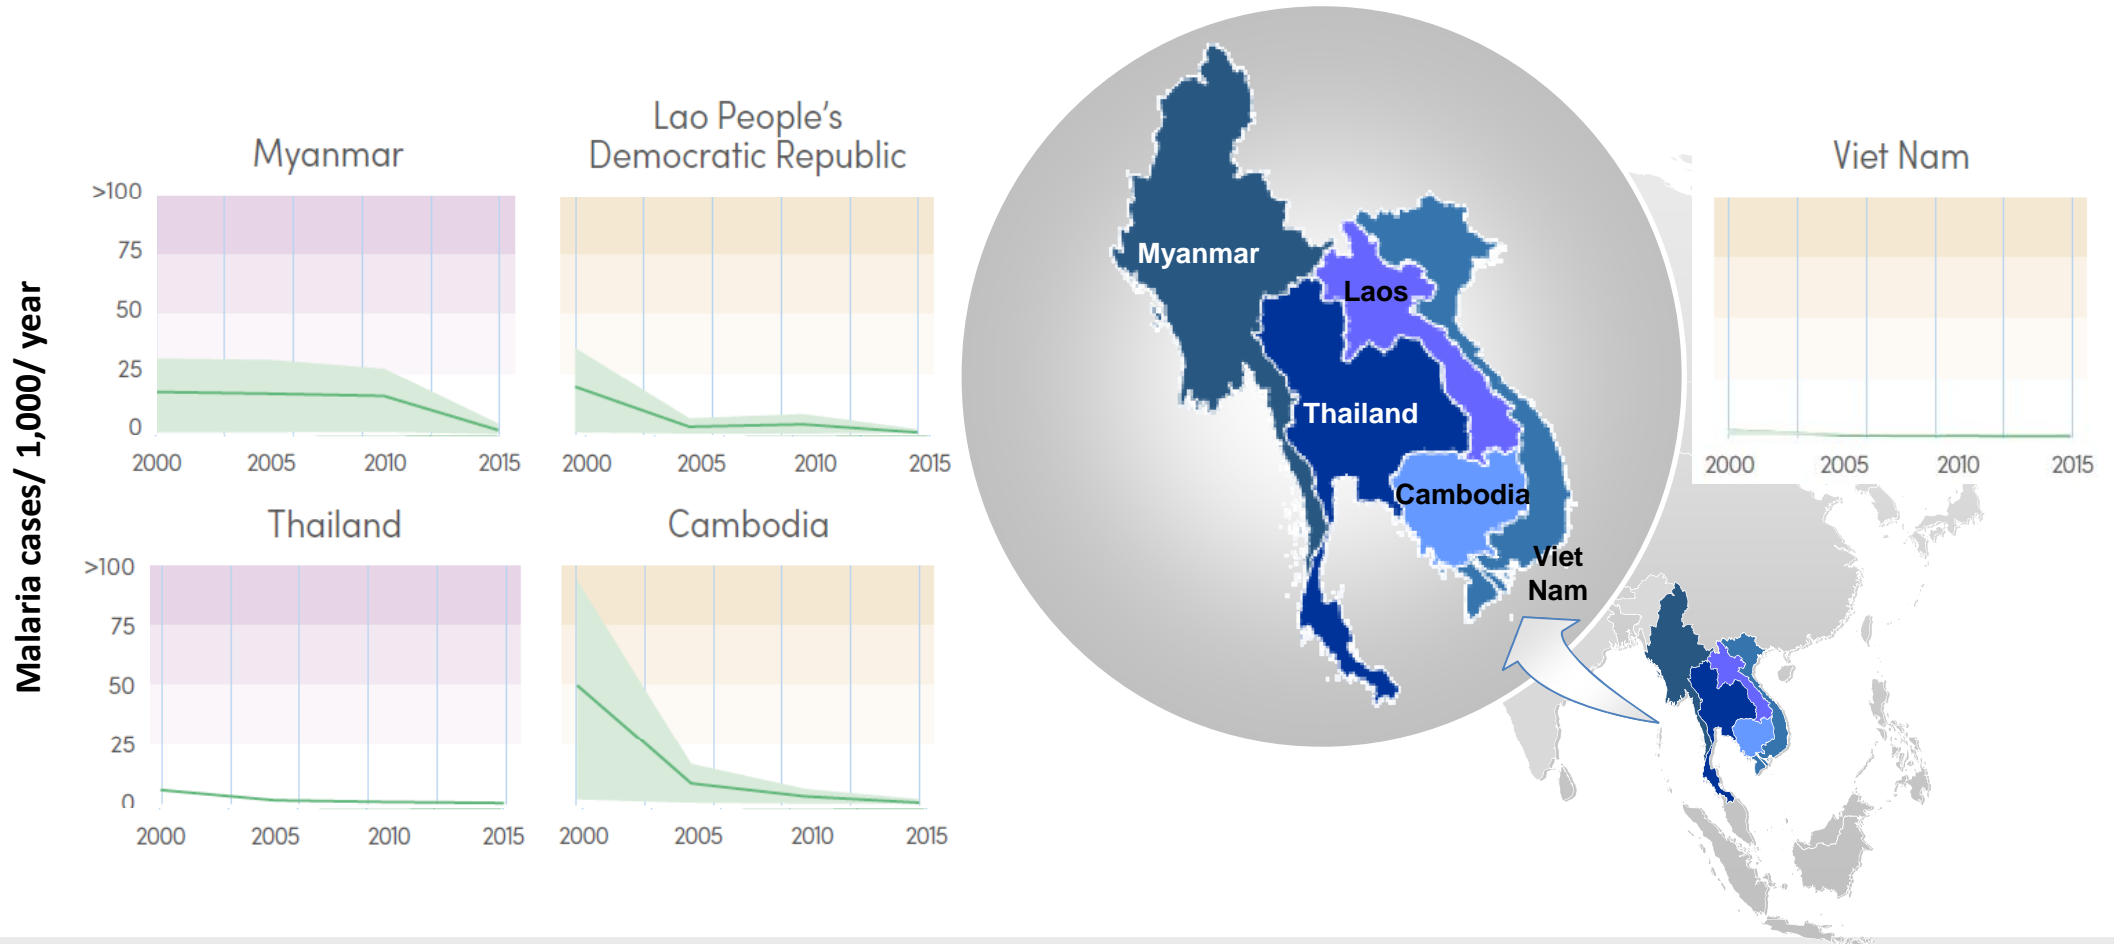 Malaria cases/ 1,000/ year
Myanmar
>100
75
50
25
0
2000 2005 2010 2015
Lao People's
Democratic Republic
2000 2005 2010 2015
Thailand
>100
75
50
25
0
2000 2005 2010 2015
Cambodia
2000 2005 2010 2015
Myanmar
Laos
Thailand
Cambodia
Viet
Nam
Viet Nam
2000 2005 2010 2015